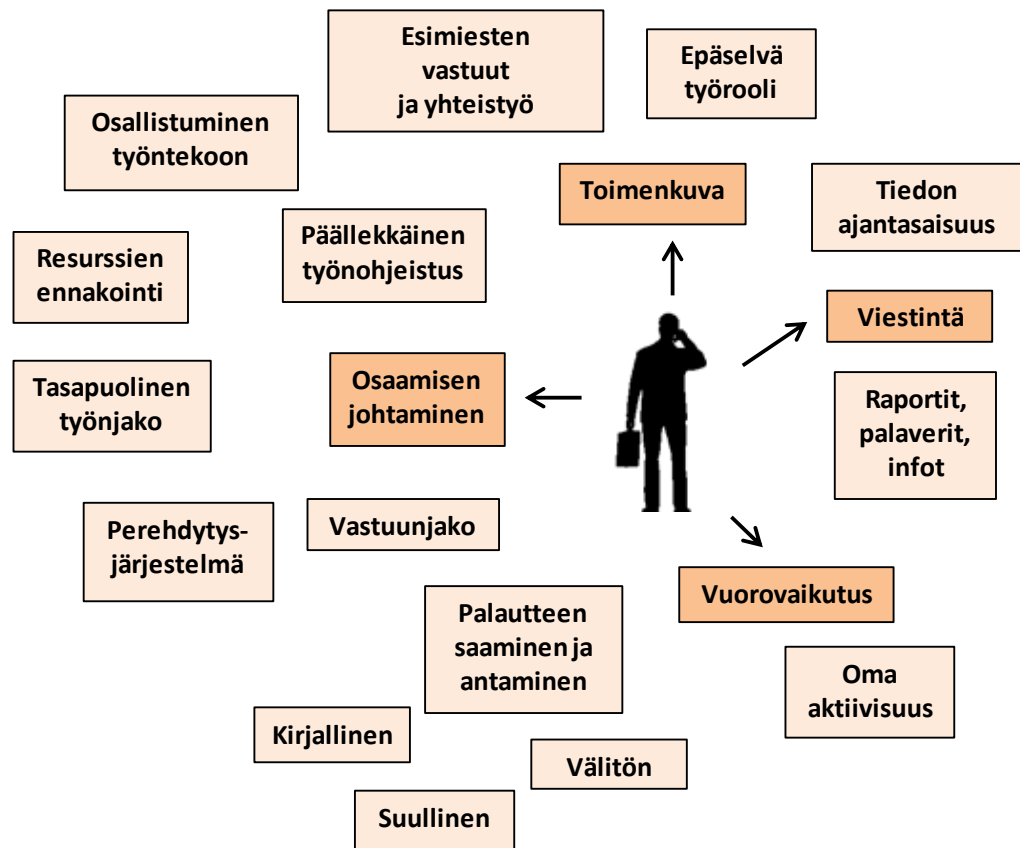 Esimiesten
vastuut
ja yhteistyö
Epäselvä
työrooli
Osallistuminen
työntekoon
Toimenkuva
Tiedon
ajantasaisuus
Päällekkäinen
työnohjeistus
Resurssien
ennakointi
Viestintä
Tasapuolinen
työnjako
Osaamisen
johtaminen
Raportit,
palaverit,
infot
Perehdytys-
järjestelmä
Vastuunjako
Vuorovaikutus
Palautteen
saaminen ja
antaminen
Oma
aktiivisuus
Kirjallinen
Välitön
Suullinen